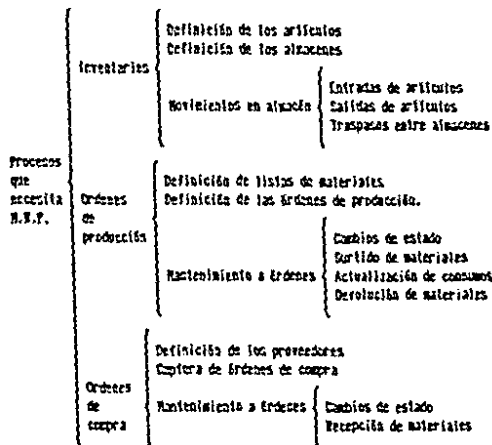 Definición de los artículos
Definición de los almacenes
Inventarios
Entradas de artículos
Movimientos en almacén
Salidas de artículos
Traspasos entre almacenes
Procesos
que
necesita
M.R.P.
Ordenes
de
producción
Definición de listas de materiales.
Definición de las órdenes de producción.
Cambios de estado
Surtido de materiales
Mantenimiento a órdenes
Actualización de consumos
Devolución de materiales
Definición de los proveedores
Captura de órdenes de compra
Ordenes
de
compra
Mantenimiento a órdenes
Cambios de estado
Recepción de materiales